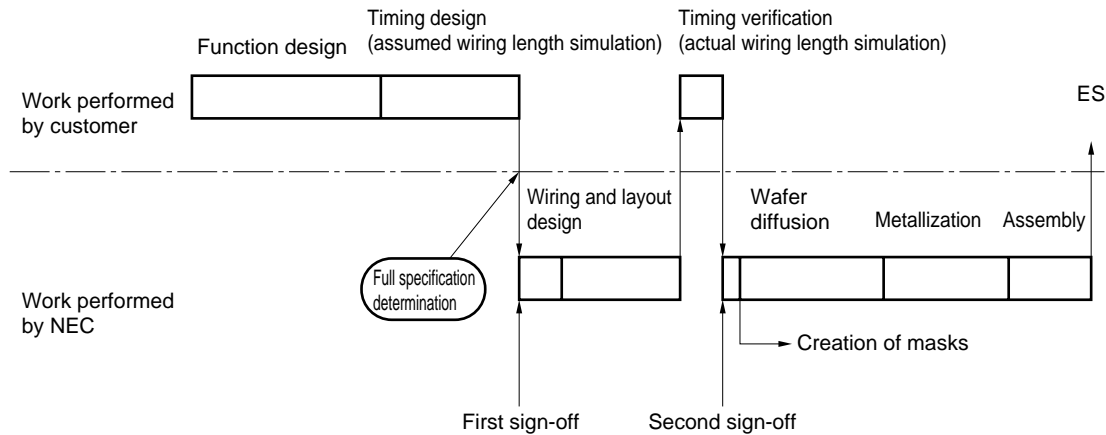 Timing design
(assumed wiring length simulation)
Timing verification
(actual wiring length simulation)
Function design
Work performed
by customer
ES
Wiring and layout
design
Wafer
diffusion
Metallization
Assembly
Full specification
determination
Work performed
by NEC
Creation of masks
First sign-off
Second sign-off